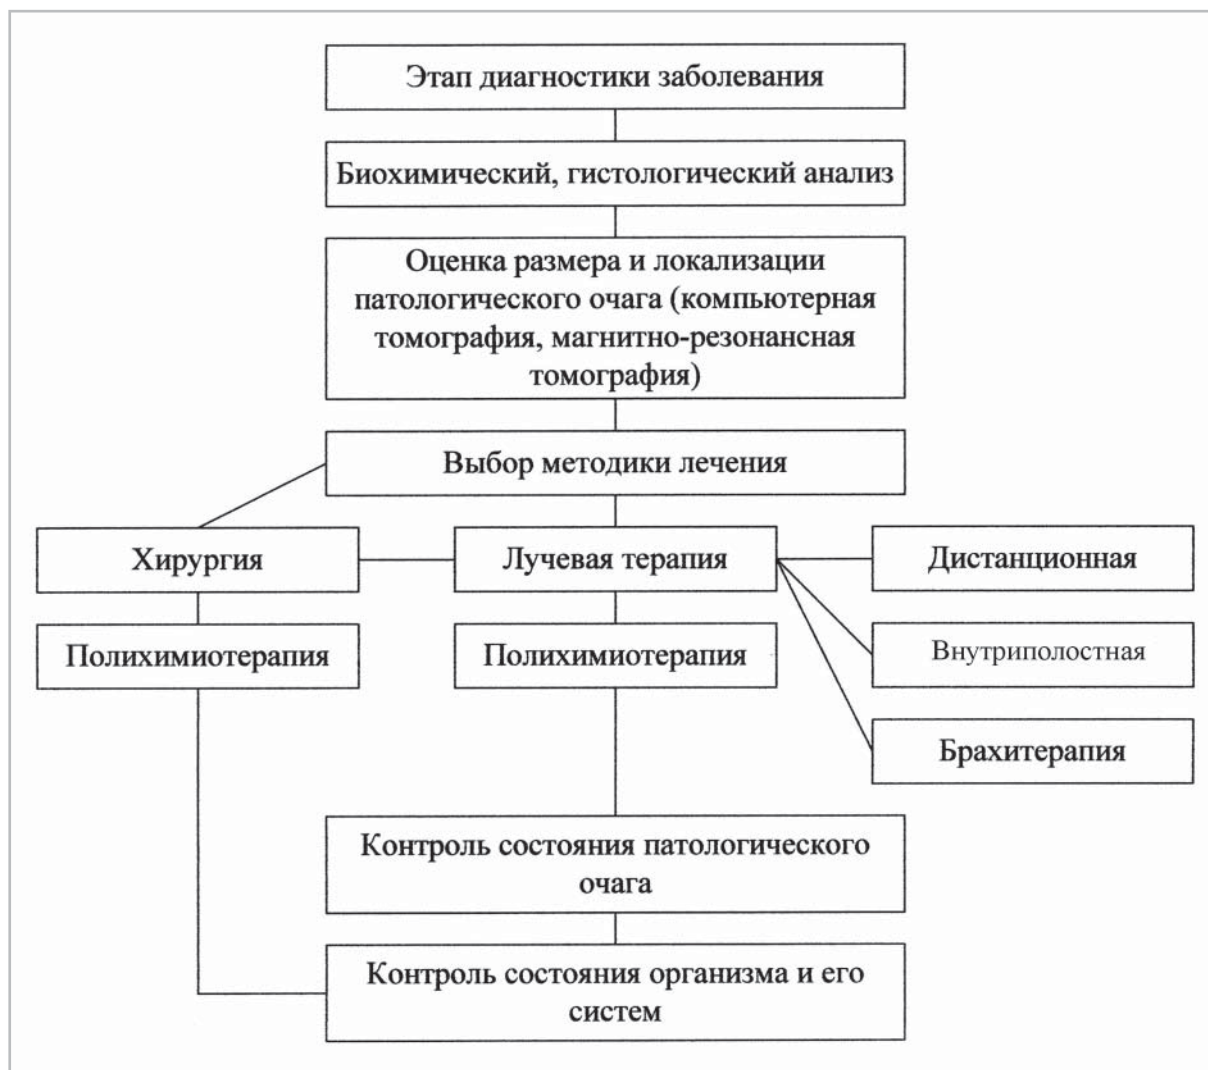 Этап диагностики заболевания
Биохимический, гистологический анализ
Оценка размера и локализации
патологического очага (компьютерная
томография, магнитно-резонансная
томография)
Выбор методики лечения
Хирургия
Лучевая терапия
Дистанционная
Полихимиотерапия
Полихимиотерапия
Внутриполостная
Брахитерапия
Контроль состояния патологического
очага
Контроль состояния организма и его
систем